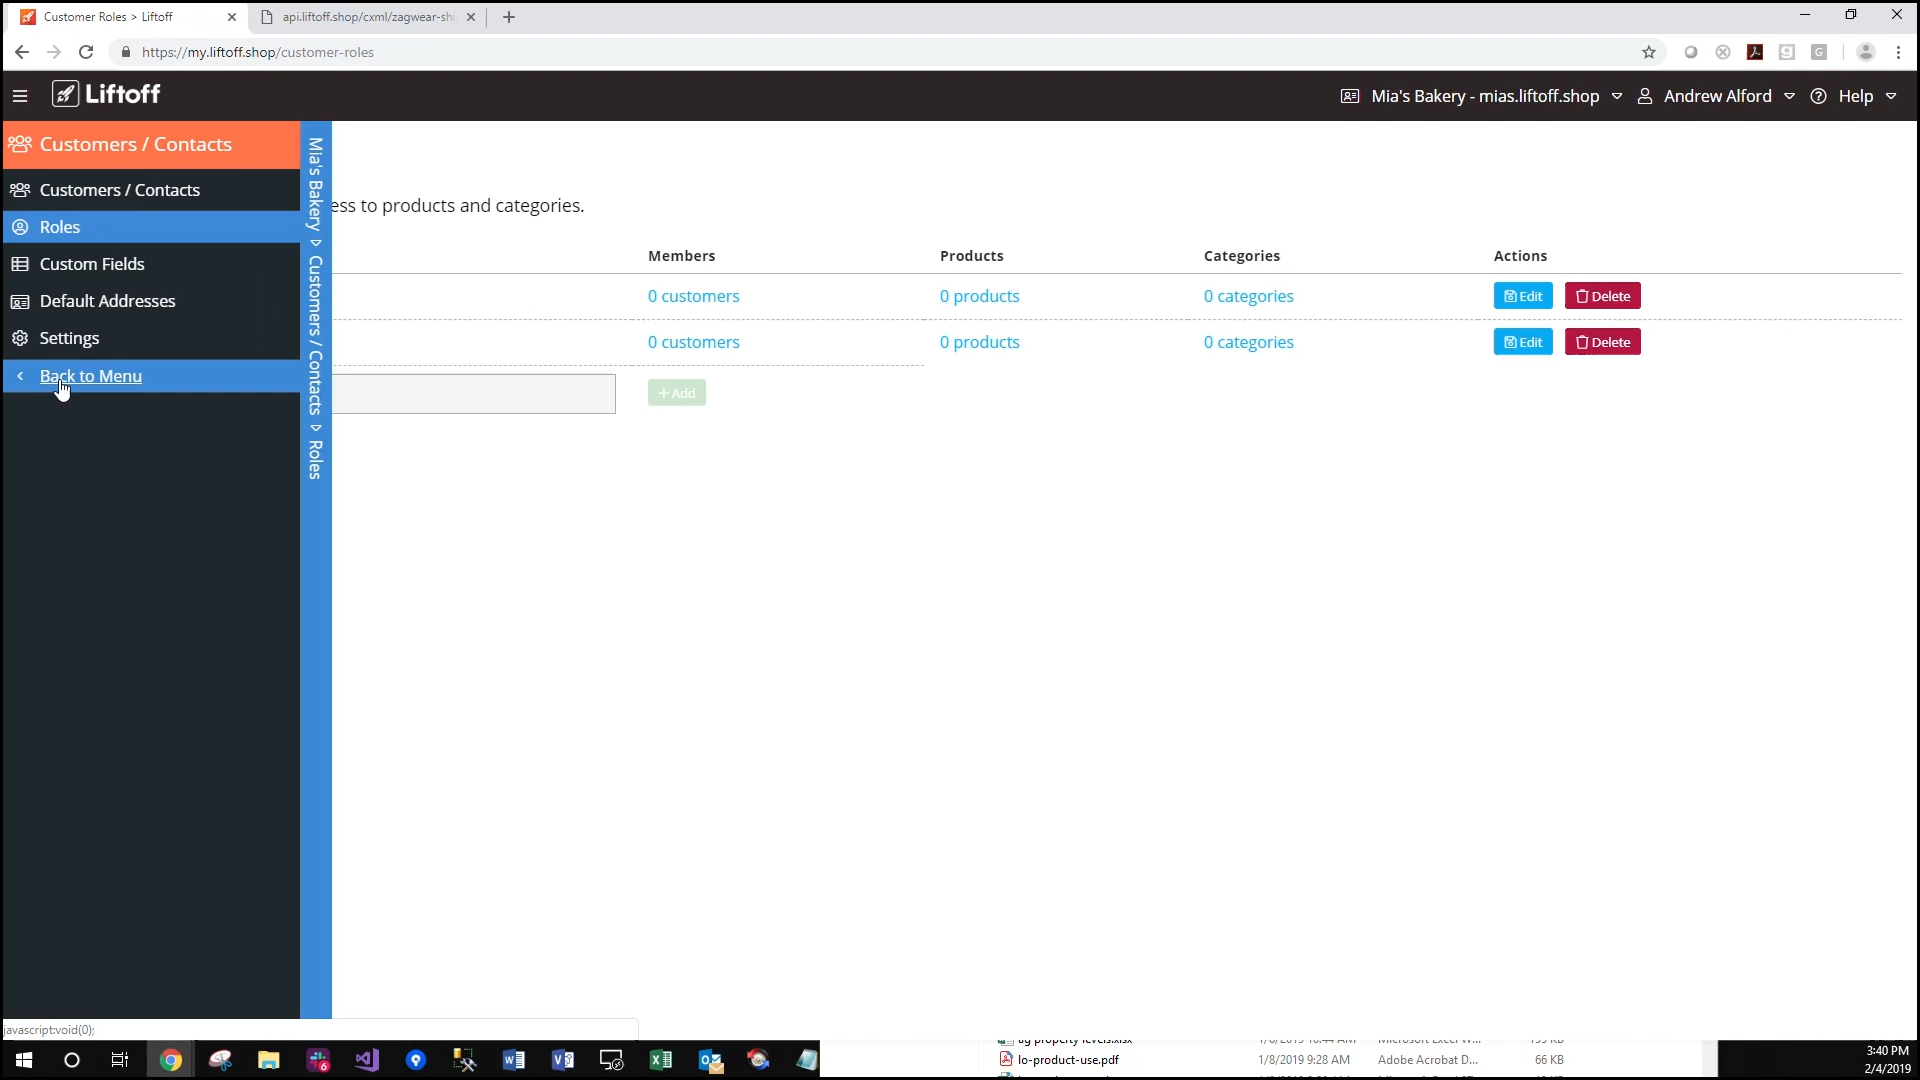 Customer Roles > Liftoff
api.liftoff.shop/cxml/zagwear-shi
https://my.liftoff.shop/customer-roles
Liftoff
Mia's Bakery - mias.liftoff.shop
Andrew Alford
Help
Customers / Contacts
Customers / Contacts
Roles
Custom Fields
Default Addresses
Settings
Back to Menu
Mia's Bakery Customers / Contacts Roles
ess to products and categories.
Members Products Categories Actions
0 customers 0 products 0 categories Edit Delete
0 customers 0 products 0 categories Edit Delete
+ Add
javascript:void(0);
lo-product-use.pdf 1/8/2019 9:28 AM Adobe Acrobat D... 66 KB
3:40 PM
2/4/2019